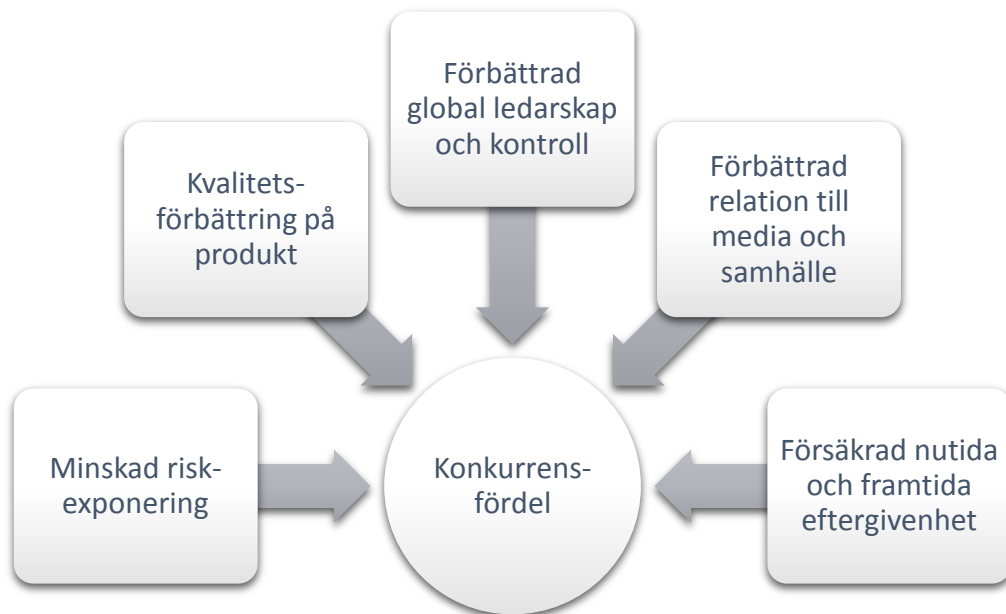 Förbättrad
global ledarskap
och kontroll
Kvalitets-
förbättring på
produkt
Förbättrad
relation till
media och
samhälle
Minskad risk-
exponering
Konkurrens-
fördel
Försäkrad nutida
och framtida
eftergivenhet